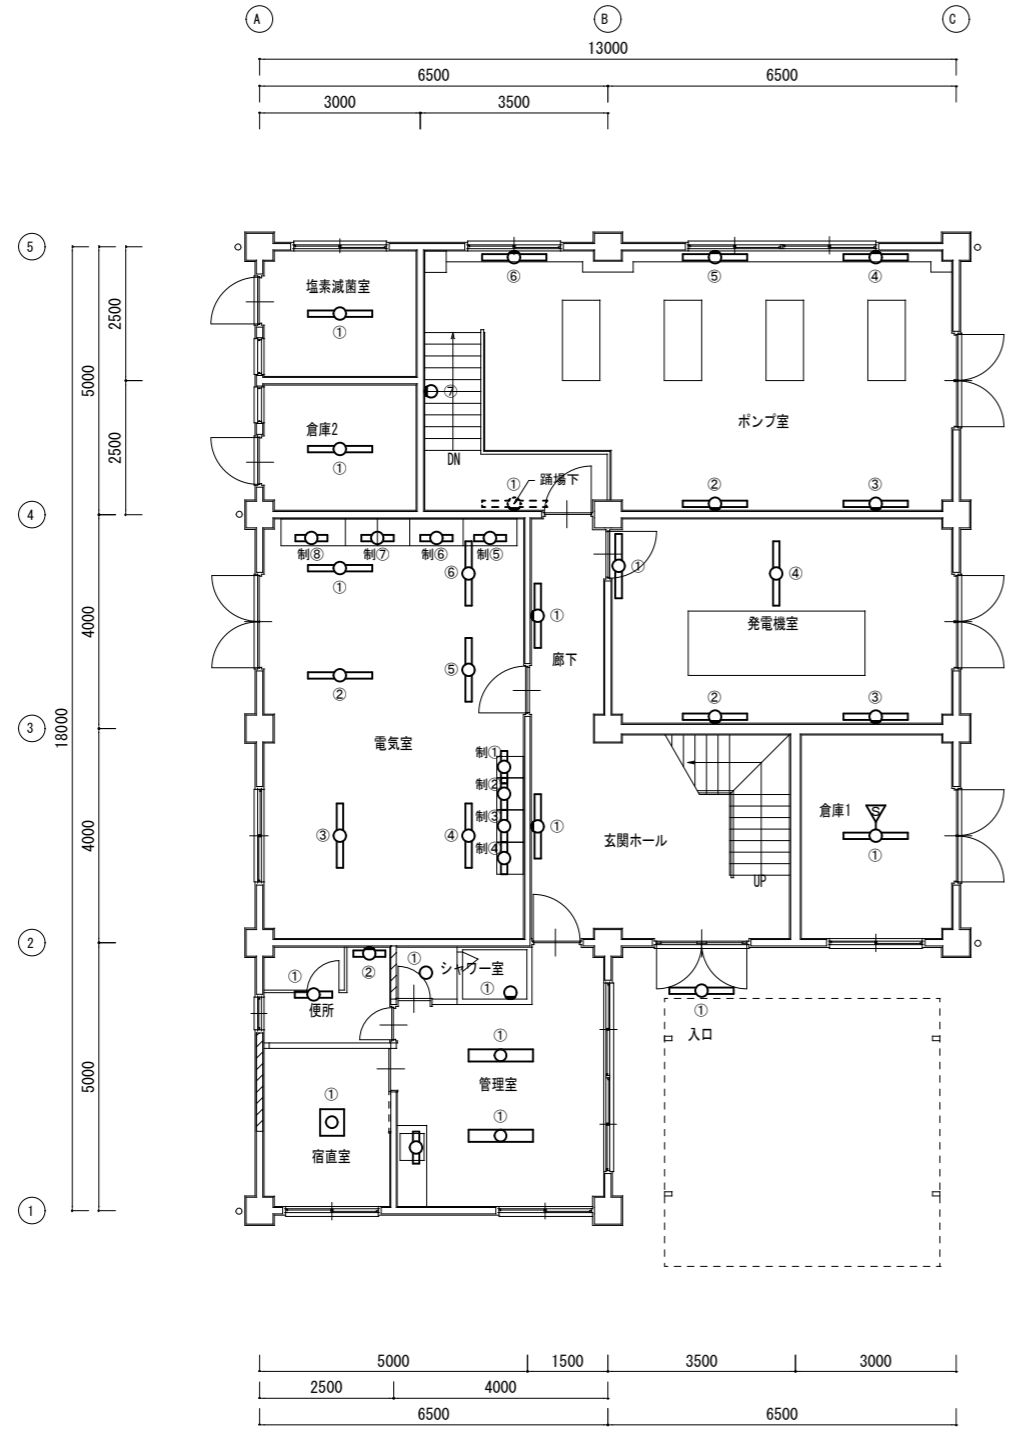 A B C
13000
6500 6500
3000 3500
5
⑥ ⑤ ④
塩素滅菌室
①
2500
5000
⑦
ポンプ室
倉庫2
①
2500
DN
① 踊場下
② ③
4
制⑧ 制⑦ 制⑥ 制⑤
① ⑥ ① ④
発電機室
①
4000
廊下
② ⑤
② ③
3
18000
電気室
制①
制②
制③
制④
倉庫1
S
③ ④ ① ①
玄関ホール
4000
UP
2
②
① シャワー室
① ①
便所
①
入口
①
管理室
5000
①
①
宿直室
1
5000 1500 3500 3000
2500 4000
6500 6500